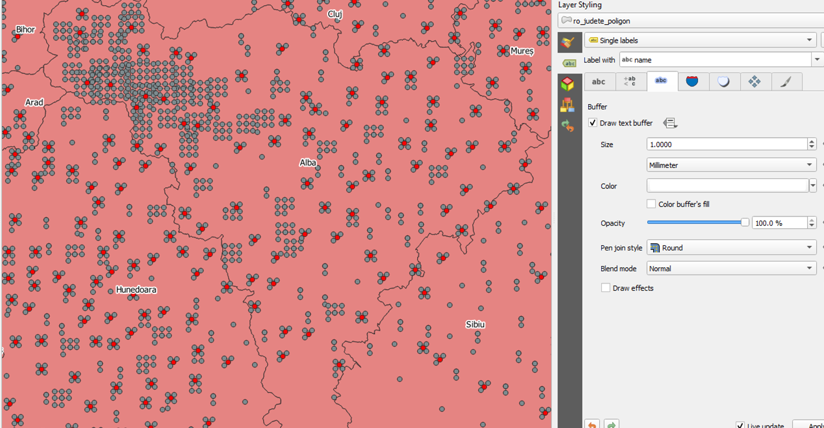 Layer Styling
ro_judete_poligon
Single labels
Label with abc name
abc
+ab
< c
abc
Buffer
Draw text buffer
Size 1.0000
Millimeter
Color
Color buffer's fill
Opacity 100.0 %
Pen join style Round
Blend mode Normal
Draw effects
Live update
Cluj
Bihor
Mureș
Arad
Alba
Hunedoara
Sibiu